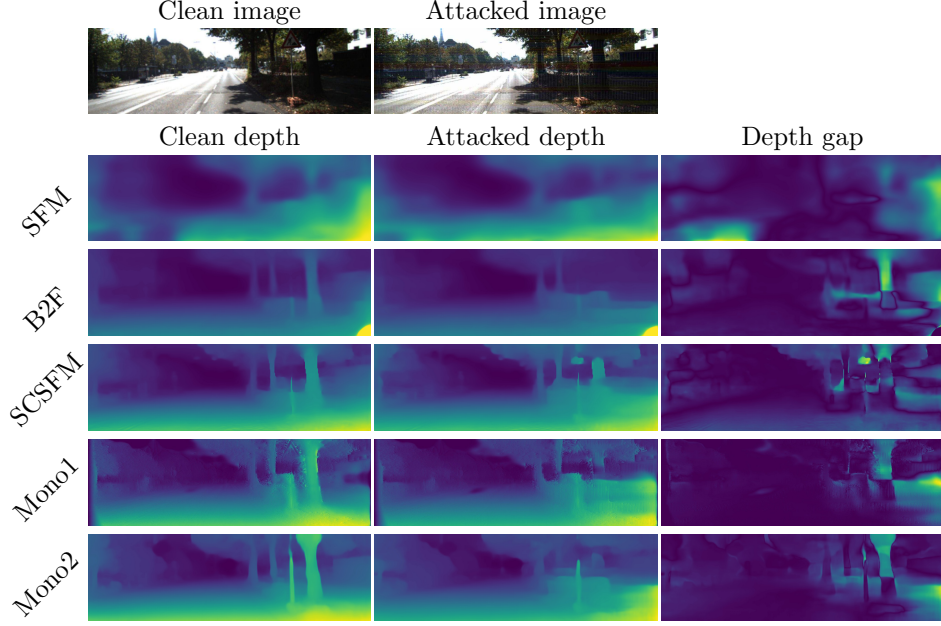 Clean image Attacked image
Clean depth Attacked depth Depth gap
SFM
B2F
SCSFM
Mono1
Mono2